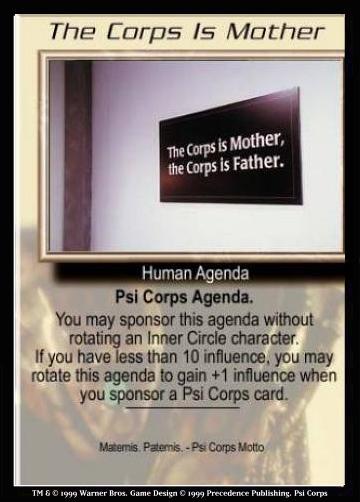 The Corps Is Mother
The Corps is Mother,
the Corps is Father.
Human Agenda
Psi Corps Agenda.
You may sponsor this agenda without
rotating an Inner Circle character.
If you have less than 10 influence, you may
rotate this agenda to gain +1 influence when
you sponsor a Psi Corps card.
Maternis. Paternis. - Psi Corps Motto
TM & © 1999 Warner Bros. Game Design © 1999 Precedence Publishing. Psi Corps